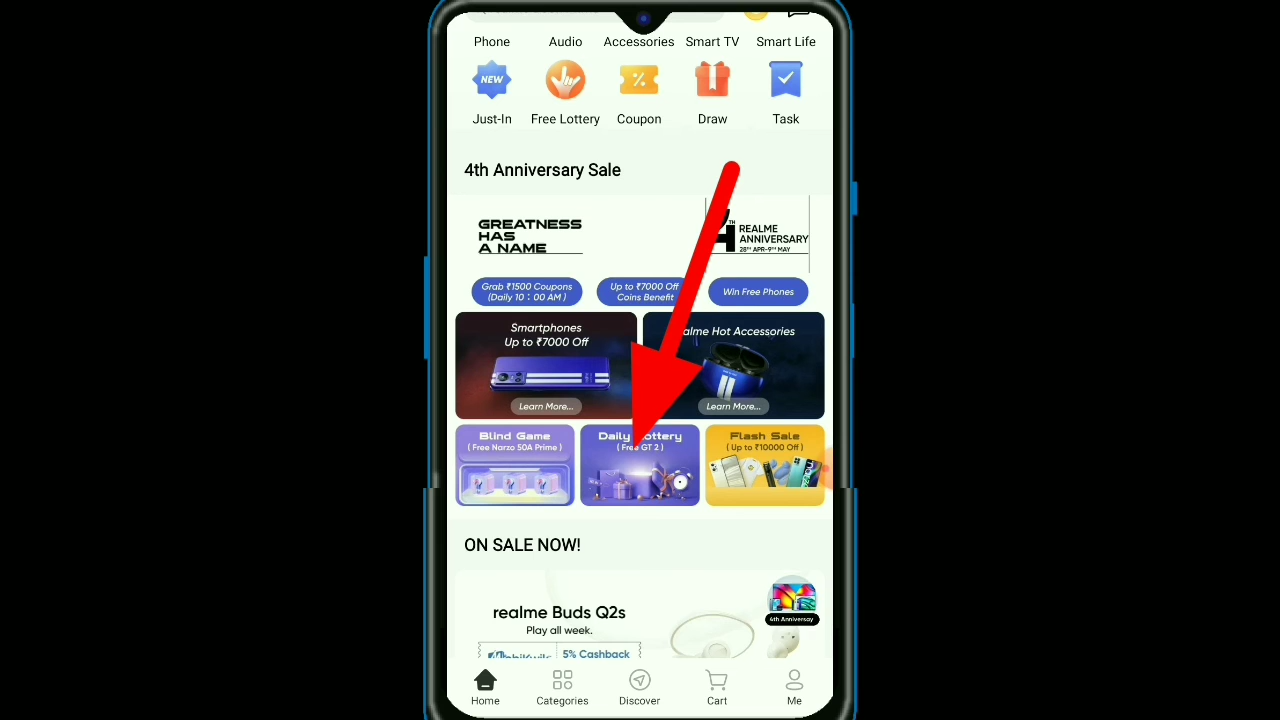 Phone Audio Accessories Smart TV Smart Life
NEW
Just-In Free Lottery Coupon Draw Task
4th Anniversary Sale
GREATNESS
HAS
A NAME
4TH REALME
ANNIVERSARY
28TH APR-9TH MAY
Grab ₹1500 Coupons
(Daily 10 : 00 AM )
Up to ₹7000 Off
Coins Benefit
Win Free Phones
Smartphones
Up to ₹7000 Off
Learn More...
Hot Accessories
Learn More...
Blind Game
( Free Narzo 50A Prime )
Daily
( Free GT 2 )
Flash Sale
( Up to ₹10000 Off )
ON SALE NOW!
realme Buds Q2s
Play all week.
5% Cashback
4th Anniversay
Home Categories Discover Cart Me